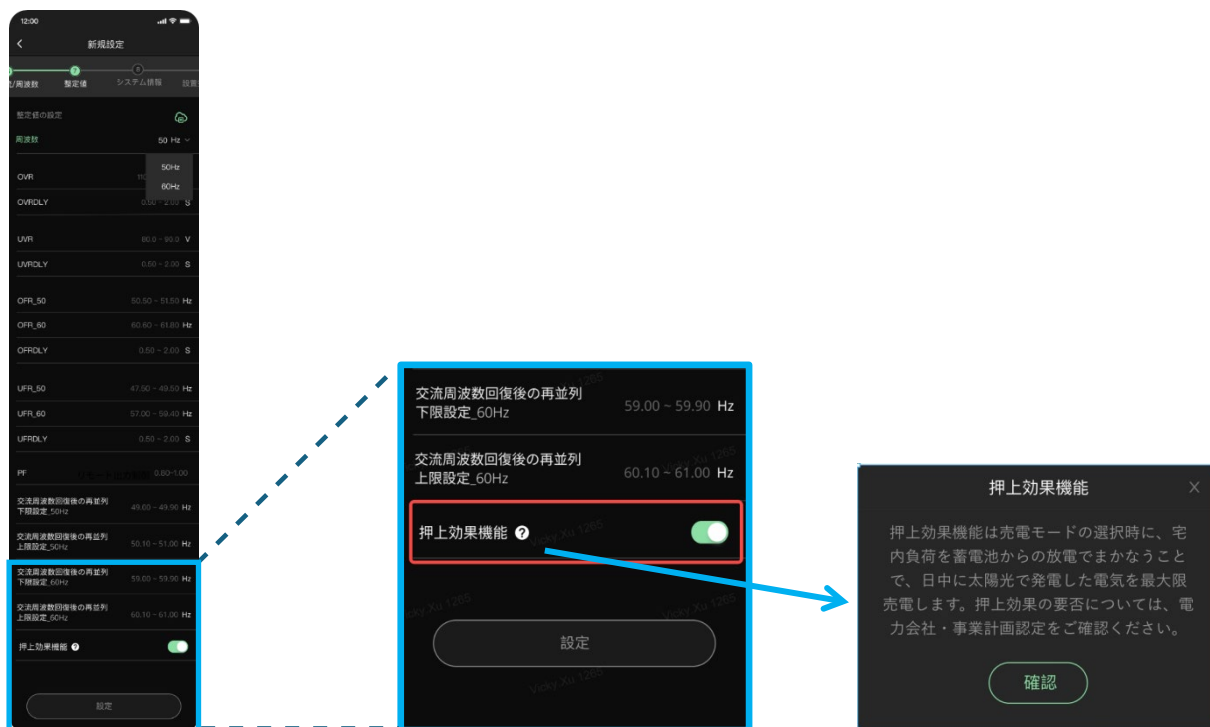 12:00
新規設定
/周波数
整定値
システム情報
整定値の設定
周波数
50 Hz
50Hz
60Hz
OVR
OVRDLY
0.50 ~ 2.00 S
UVR
80.0 ~ 90.0 V
UVRDLY
0.50 ~ 2.00 S
OFR_50
50.50 ~ 51.50 Hz
OFR_60
60.60 ~ 61.80 Hz
OFRDLY
0.50 ~ 2.00 S
UFR_50
47.50 ~ 49.50 Hz
UFR_60
57.00 ~ 59.40 Hz
UFRDLY
0.50 ~ 2.00 S
PF
0.80~1.00
交流周波数回復後の再並列
下限設定_50Hz
49.00 ~ 49.90 Hz
交流周波数回復後の再並列
上限設定_50Hz
50.10 ~ 51.00 Hz
交流周波数回復後の再並列
下限設定_60Hz
59.00 ~ 59.90 Hz
交流周波数回復後の再並列
上限設定_60Hz
60.10 ~ 61.00 Hz
押上効果機能 ?
設定
交流周波数回復後の再並列
下限設定_60Hz
59.00 ~ 59.90 Hz
交流周波数回復後の再並列
上限設定_60Hz
60.10 ~ 61.00 Hz
押上効果機能 ?
Vicky.Xu 1265
設定
Vicky.Xu 1265
押上効果機能
押上効果機能は売電モードの選択時に、宅
内負荷を蓄電池からの放電でまかなうこと
で、日中に太陽光で発電した電気を最大限
売電します。押上効果の要否については、電
力会社・事業計画認定をご確認ください。
確認